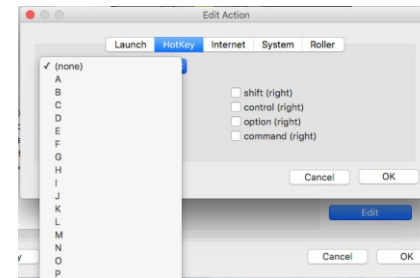 Edit Action
Launch HotKey Internet System Roller
✓ (none)
A
B shift (right)
C control (right)
D option (right)
E command (right)
F
G
H Cancel OK
I
J
K Edit
L
M
N
O Cancel OK
P